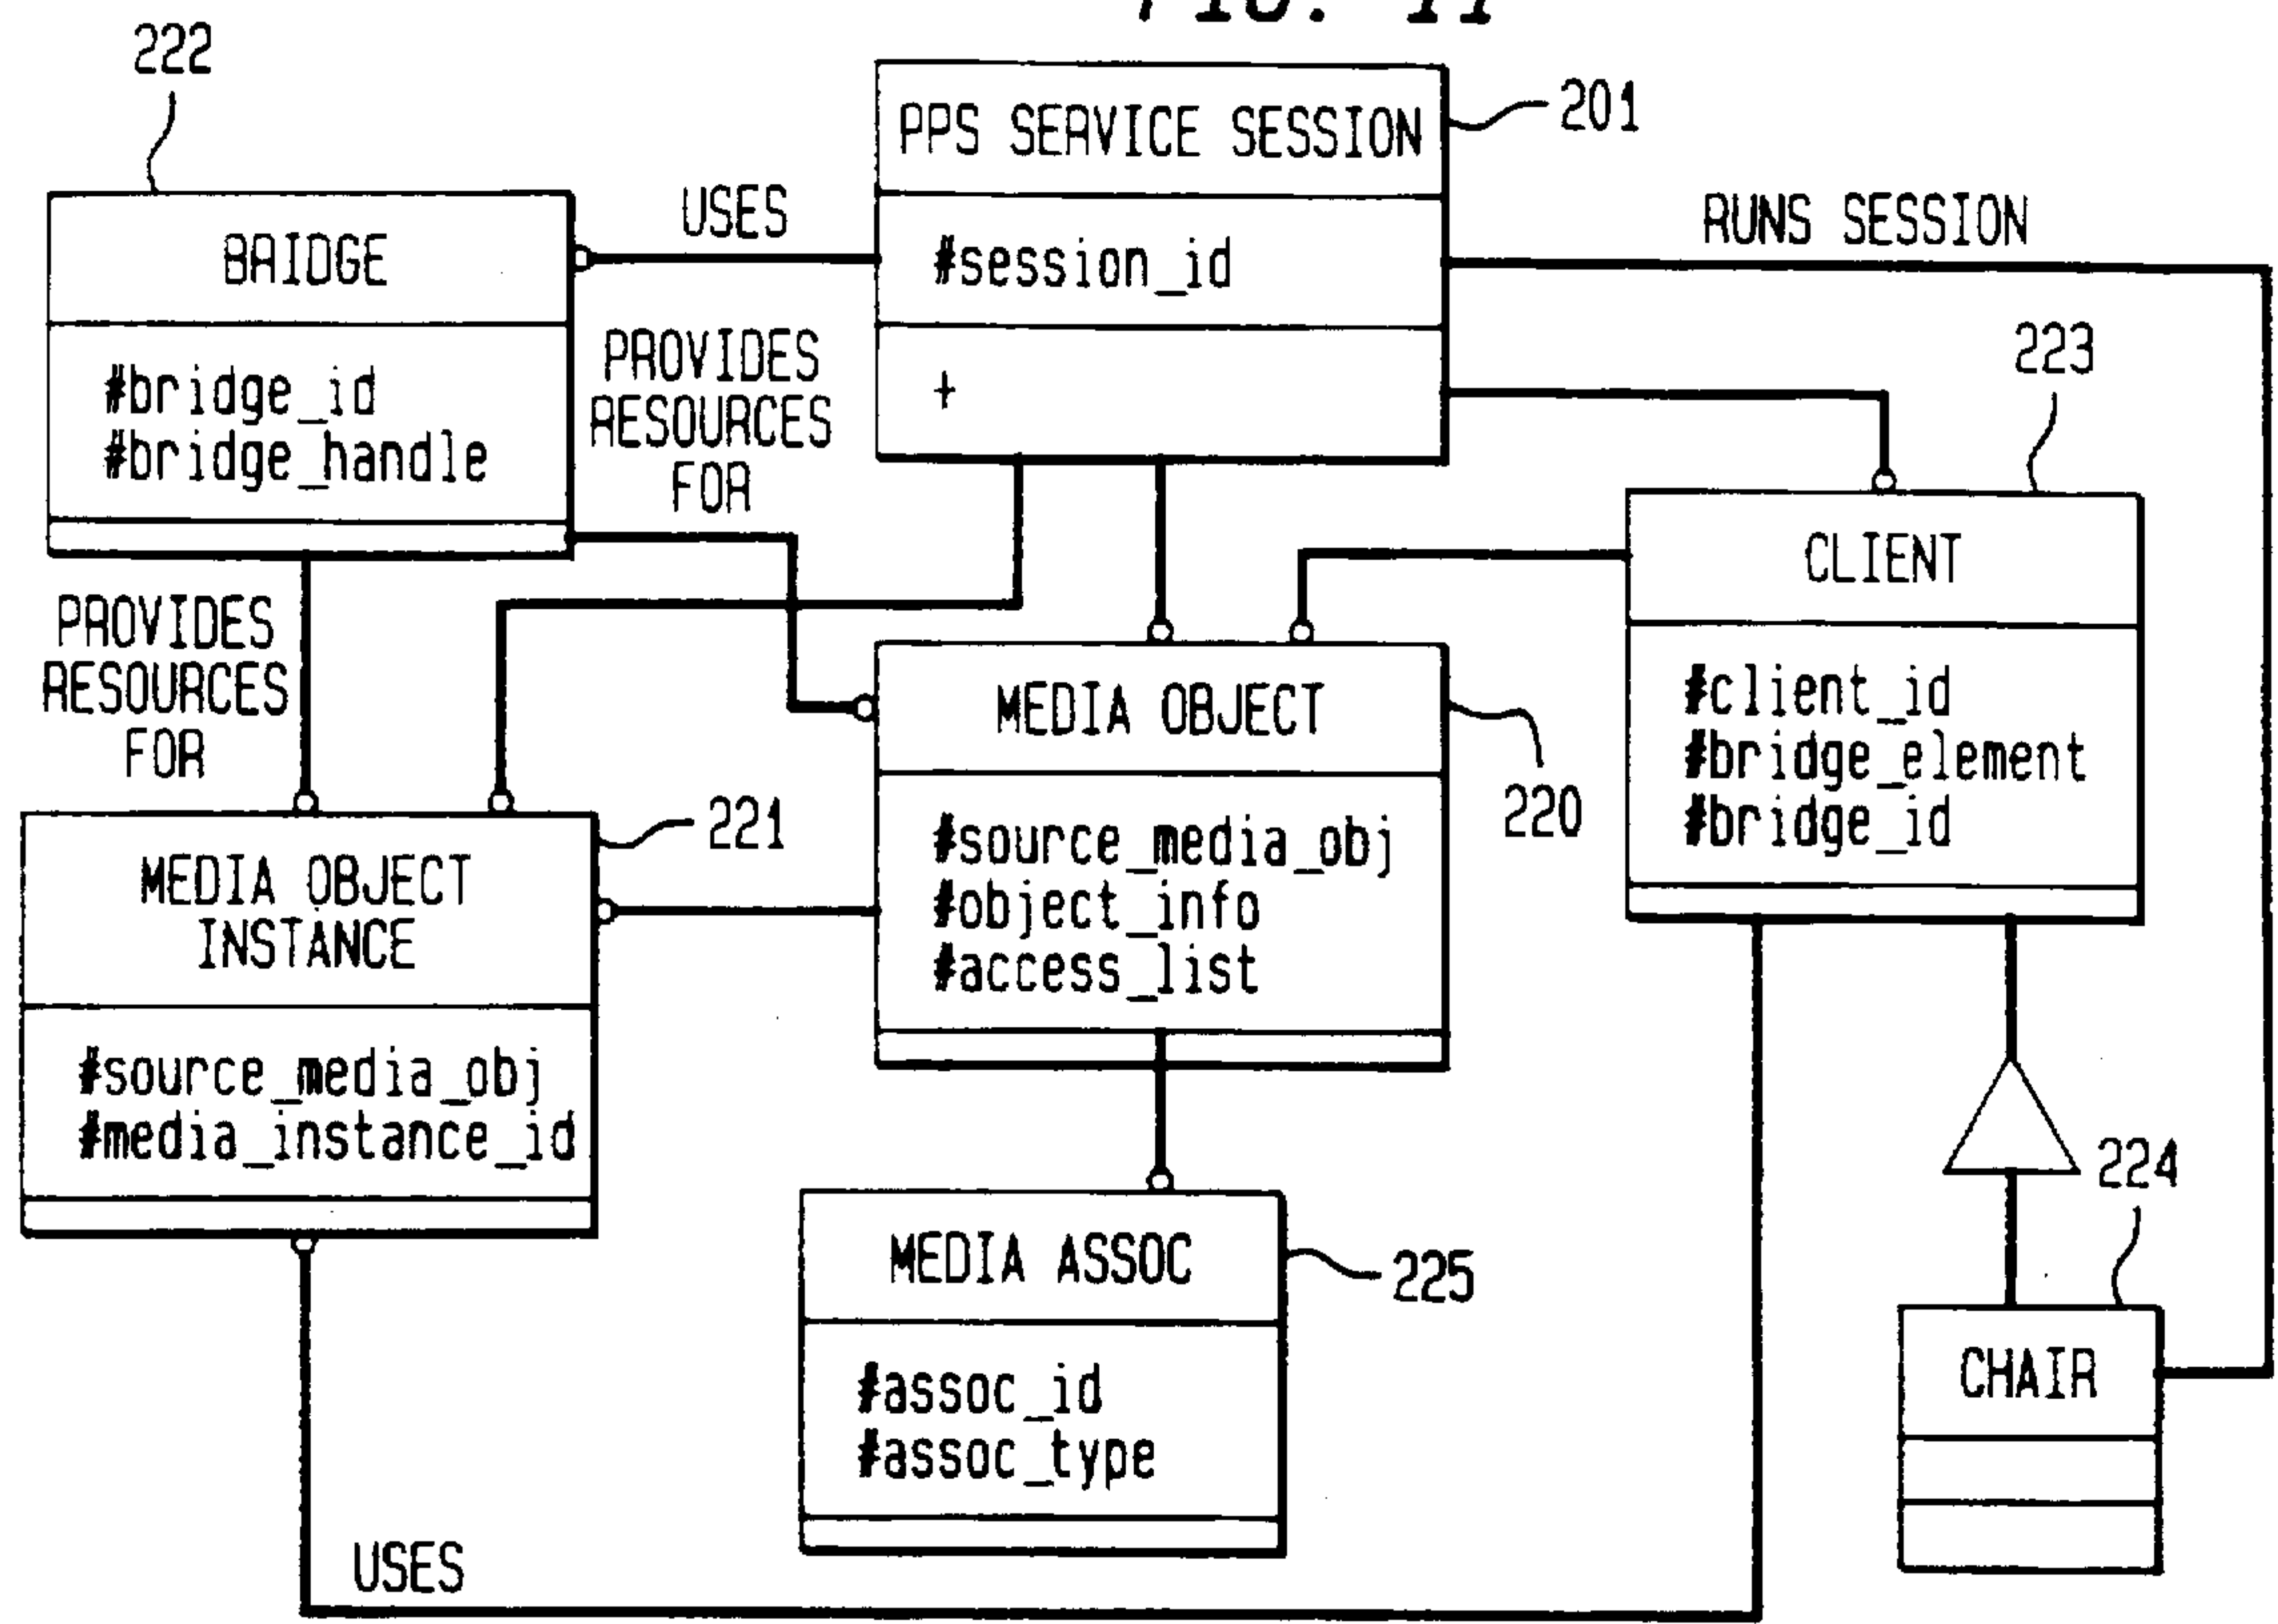 FIG. 11
222
PPS SERVICE SESSION
201
BRIDGE
USES
#session_id
RUNS SESSION
+
#bridge_id
#bridge_handle
PROVIDES
RESOURCES
FOR
223
CLIENT
PROVIDES
RESOURCES
FOR
MEDIA OBJECT
220
#client_id
#bridge_element
#bridge_id
221
MEDIA OBJECT
INSTANCE
#source_media_obj
#object_info
#access_list
#source_media_obj
#media_instance_id
MEDIA ASSOC
225
224
CHAIR
#assoc_id
#assoc_type
USES